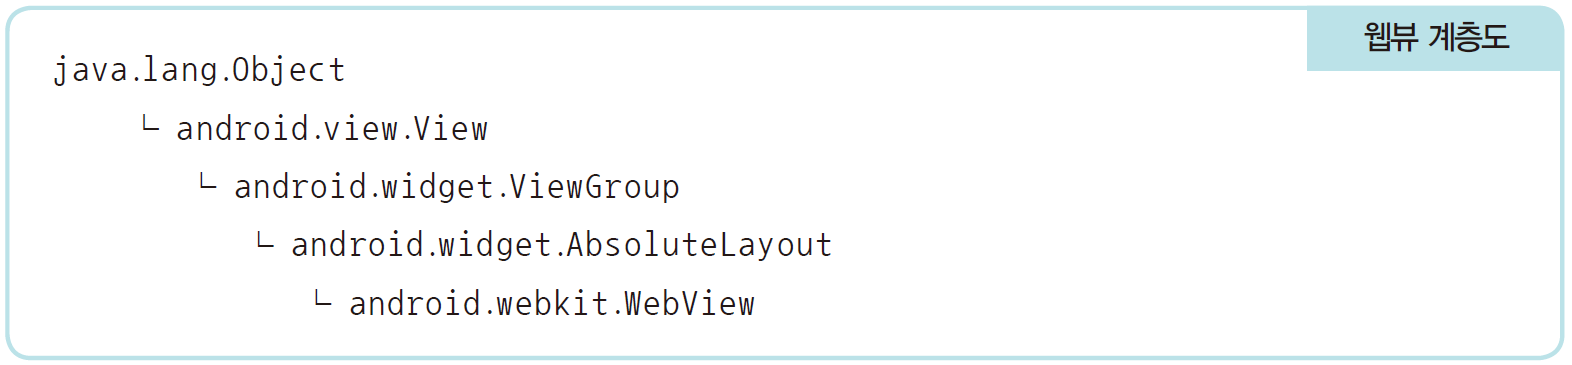 웹뷰 계층도
java.lang.Object
└ android.view.View
└ android.widget.ViewGroup
└ android.widget.AbsoluteLayout
└ android.webkit.WebView